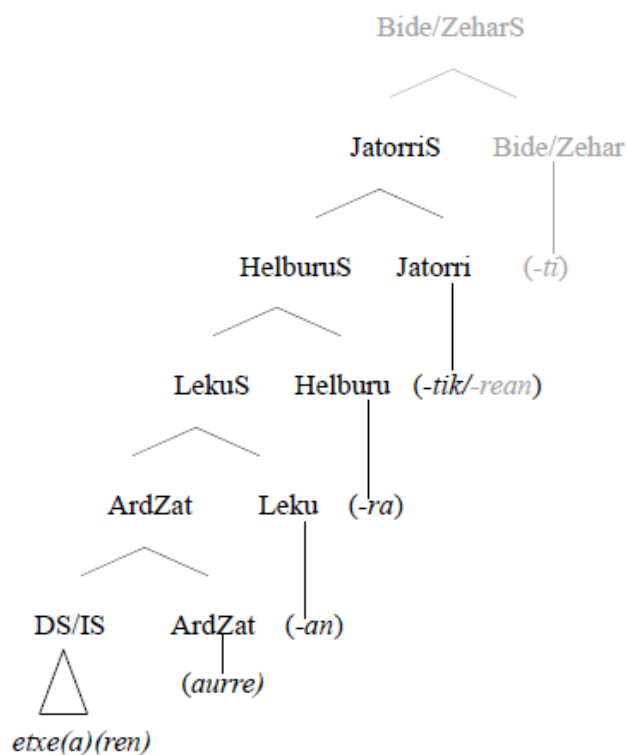 Bide/ZeharS
JatorriS Bide/Zehar
HelburuS Jatorri (-ti)
LekuS Helburu (-tik/-rean)
ArdZat Leku (-ra)
DS/IS ArdZat (-an)
(aurre)
etxe(a)(ren)